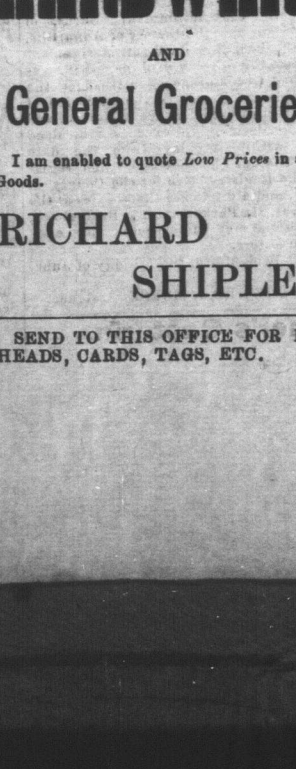 AND
General Grocerie
I am enabled to quote Low Prices in
Goods.
RICHARD
SHIPLE
SEND TO THIS OFFICE FOR
HEADS, CARDS, TAGS, ETC.